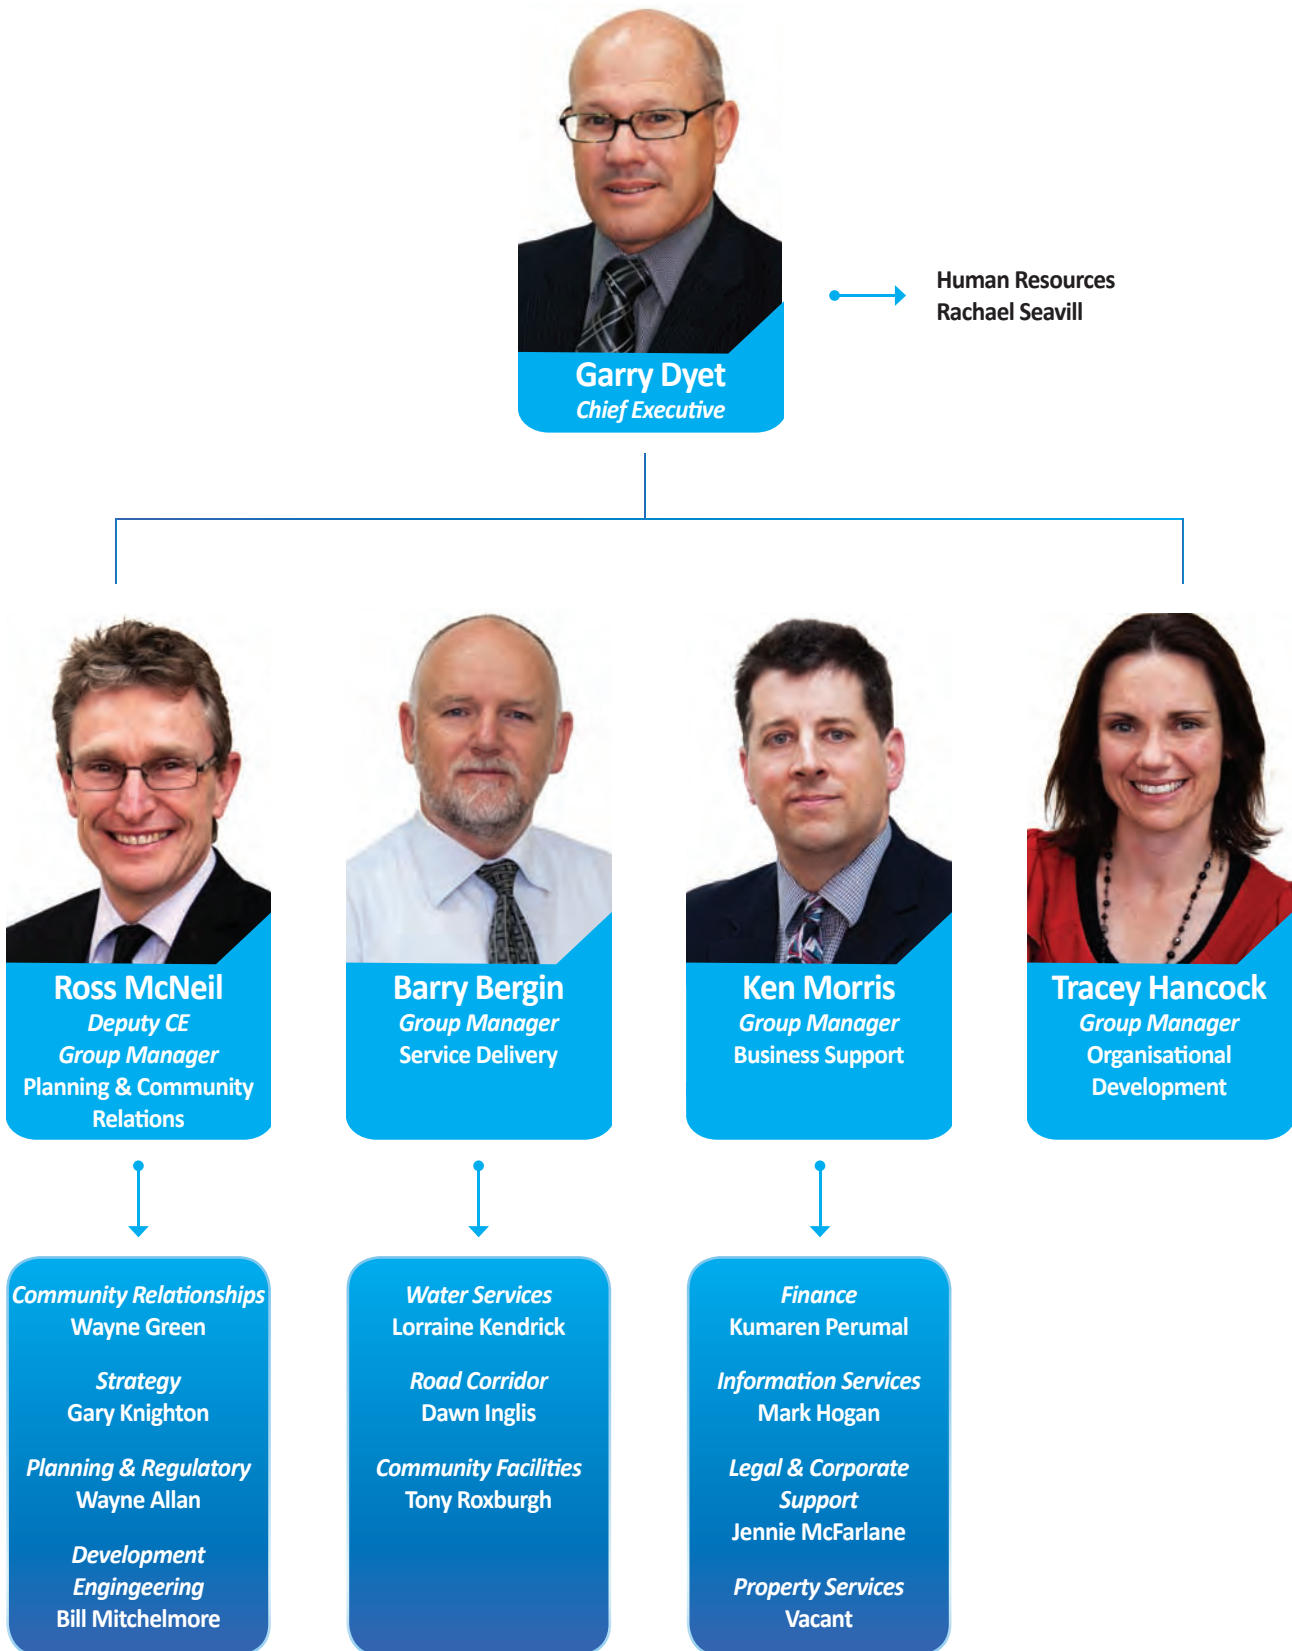 Human Resources
Rachael Seavill
Garry Dyet
Chief Executive
Ross McNeil
Deputy CE
Group Manager
Planning & Community
Relations
Barry Bergin
Group Manager
Service Delivery
Ken Morris
Group Manager
Business Support
Tracey Hancock
Group Manager
Organisational
Development
Community Relationships
Wayne Green
Strategy
Gary Knighton
Planning & Regulatory
Wayne Allan
Development
Engingeering
Bill Mitchelmore
Water Services
Lorraine Kendrick
Road Corridor
Dawn Inglis
Community Facilities
Tony Roxburgh
Finance
Kumaren Perumal
Information Services
Mark Hogan
Legal & Corporate
Support
Jennie McFarlane
Property Services
Vacant